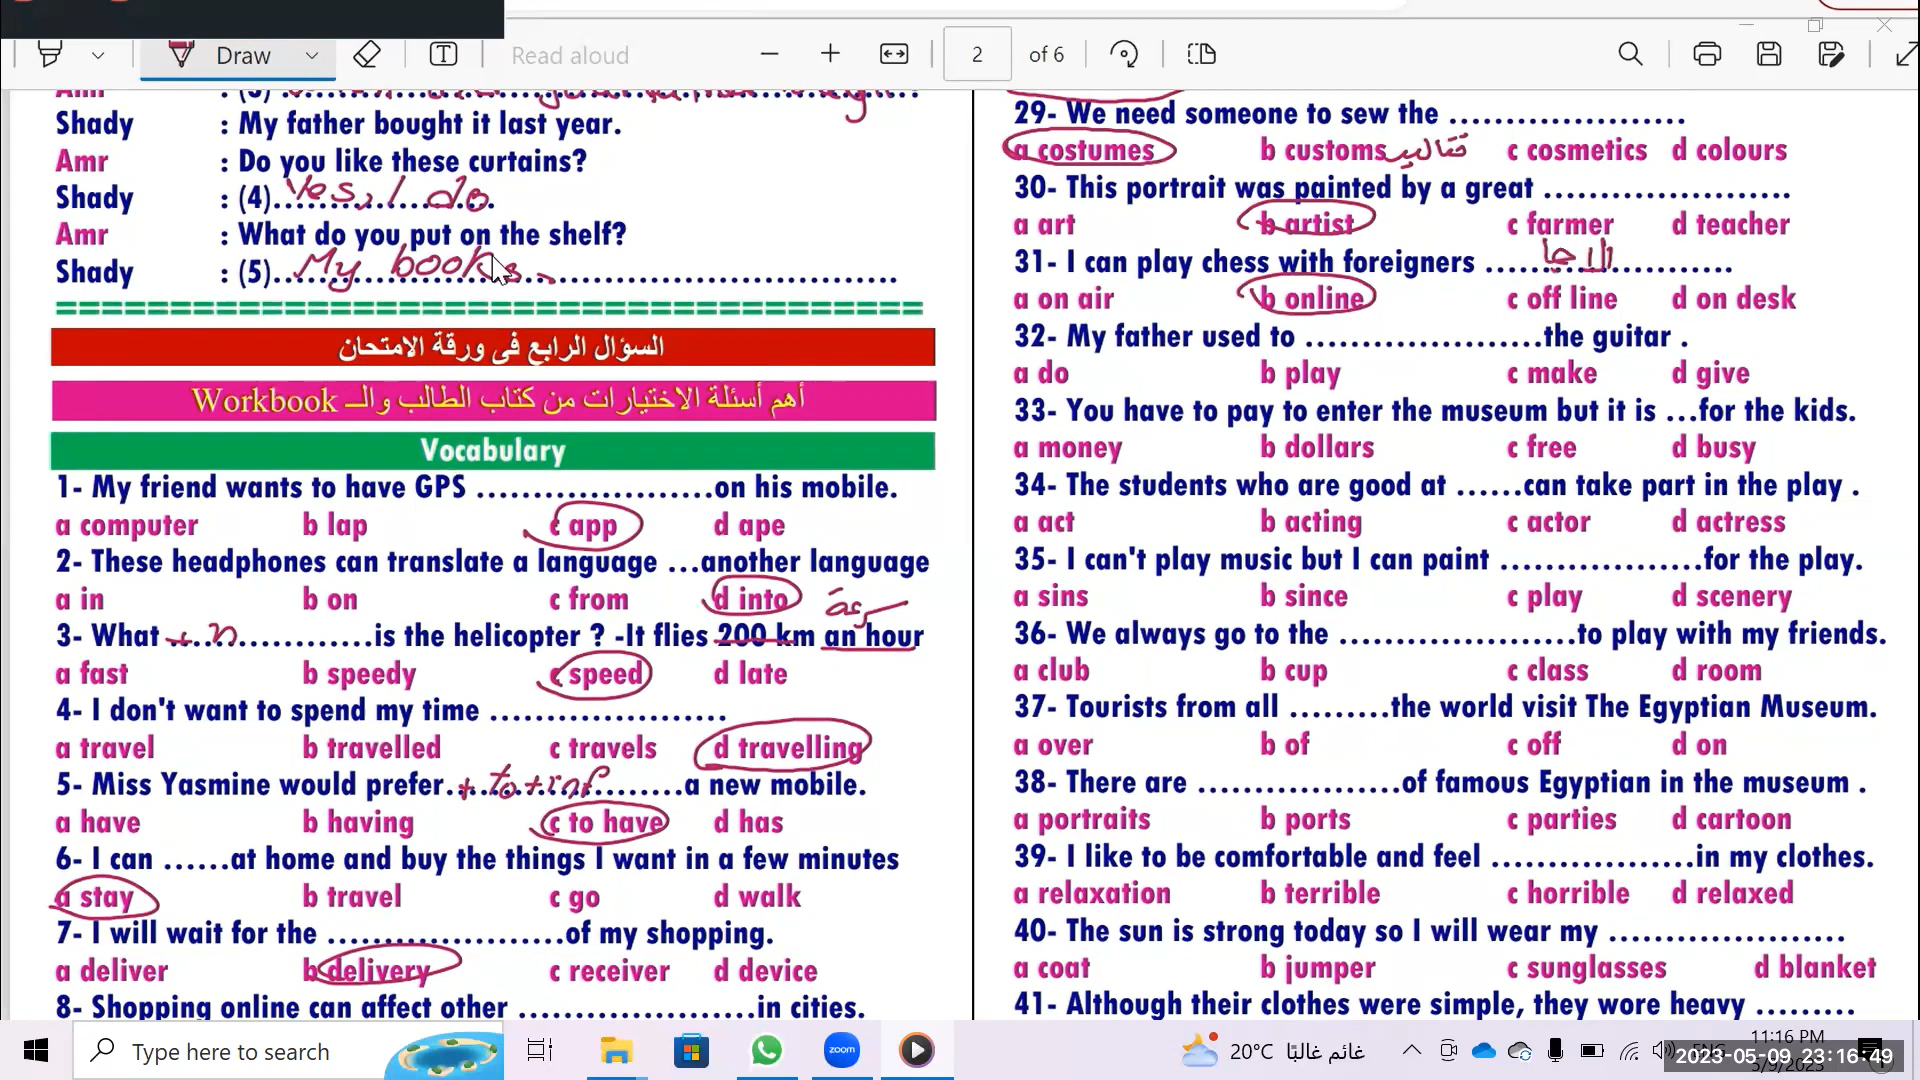 Draw
Read aloud
2
of 6
Amr : (3)
Shady : My father bought it last year.
Amr : Do you like these curtains?
Shady : (4)...Yes, I do...
Amr : What do you put on the shelf?
Shady : (5)...My books...
==============================
السؤال الرابع فى ورقة الامتحان
أهم أسئلة الاختيارات من كتاب الطالب والـ Workbook
Vocabulary
1- My friend wants to have GPS .....................on his mobile.
a computer b lap c app d ape
2- These headphones can translate a language ...another language
a in b on c from d into
سرعة
3- What + n ............is the helicopter ? -It flies 200 km an hour
a fast b speedy c speed d late
4- I don't want to spend my time .....................
a travel b travelled c travels d travelling
5- Miss Yasmine would prefer + to + inf ........a new mobile.
a have b having c to have d has
6- I can ......at home and buy the things I want in a few minutes
a stay b travel c go d walk
7- I will wait for the .....................of my shopping.
a deliver b delivery c receiver d device
8- Shopping online can affect other .....................in cities.
29- We need someone to sew the .....................
a costumes b customs تقاليد c cosmetics d colours
30- This portrait was painted by a great ......................
a art b artist c farmer d teacher
31- I can play chess with foreigners ......................
a on air b online c off line d on desk
32- My father used to .....................the guitar .
a do b play c make d give
33- You have to pay to enter the museum but it is ...for the kids.
a money b dollars c free d busy
34- The students who are good at ......can take part in the play .
a act b acting c actor d actress
35- I can't play music but I can paint ..................for the play.
a sins b since c play d scenery
36- We always go to the .....................to play with my friends.
a club b cup c class d room
37- Tourists from all .........the world visit The Egyptian Museum.
a over b of c off d on
38- There are ..................of famous Egyptian in the museum .
a portraits b ports c parties d cartoon
39- I like to be comfortable and feel ..................in my clothes.
a relaxation b terrible c horrible d relaxed
40- The sun is strong today so I will wear my .....................
a coat b jumper c sunglasses d blanket
41- Although their clothes were simple, they wore heavy .........
Type here to search
zoom
20°C غائم غالبًا
11:16 PM
2023-05-09 23:16:49
5/9/2023